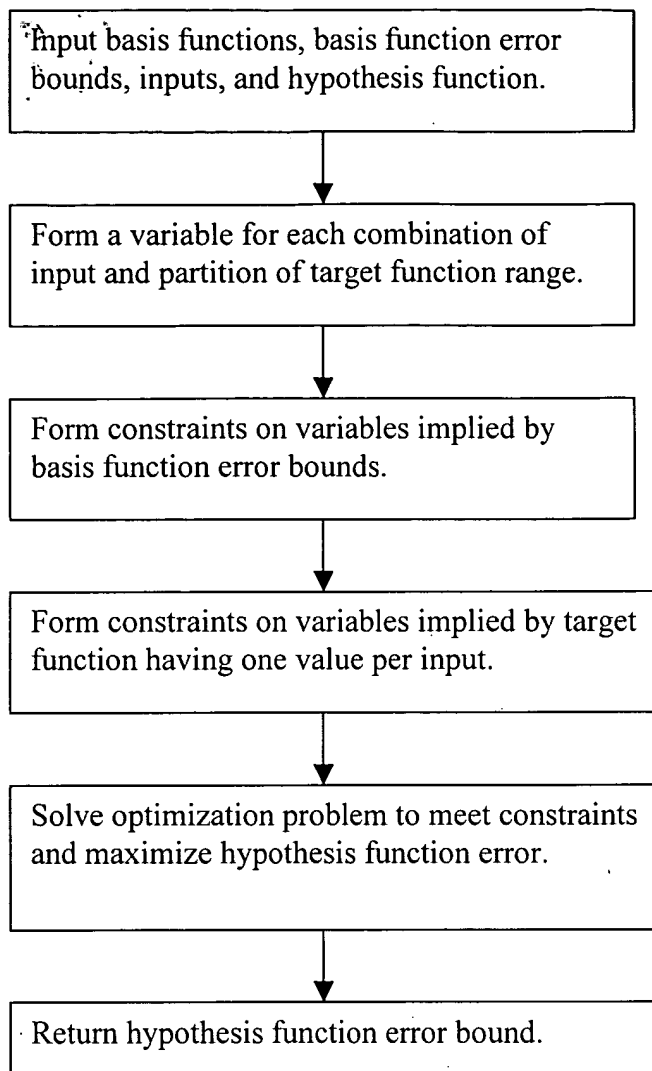 Input basis functions, basis function error
bounds, inputs, and hypothesis function.
Form a variable for each combination of
input and partition of target function range.
Form constraints on variables implied by
basis function error bounds.
Form constraints on variables implied by target
function having one value per input.
Solve optimization problem to meet constraints
and maximize hypothesis function error.
Return hypothesis function error bound.